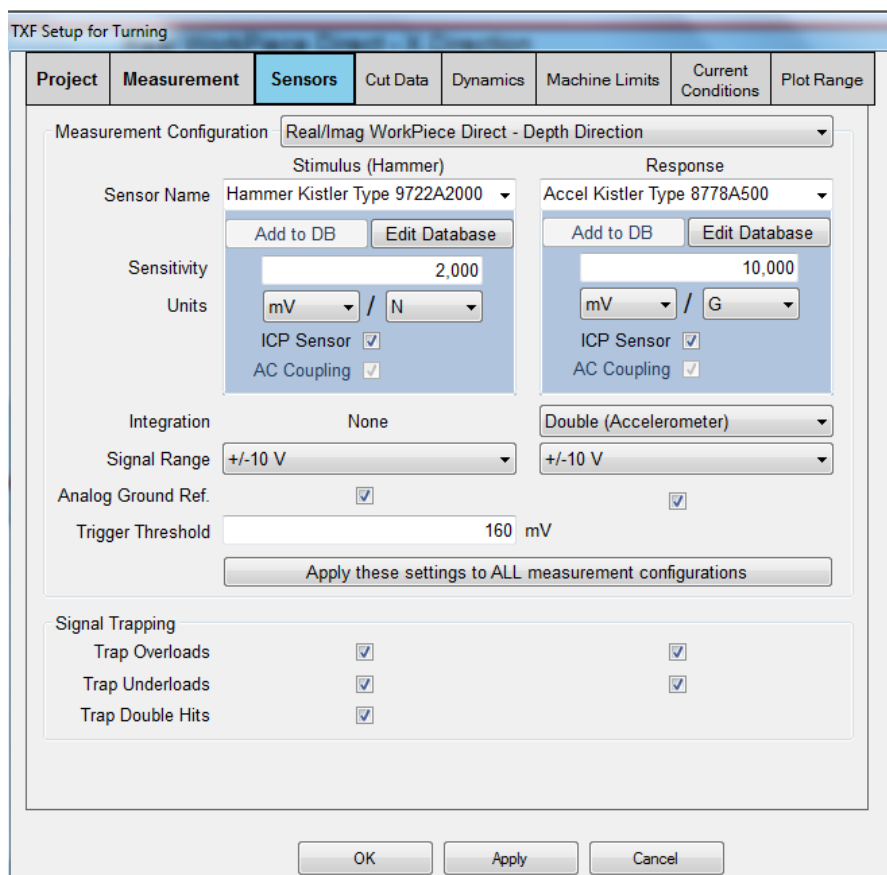 TXF Setup for Turning
Project Measurement Sensors Cut Data Dynamics Machine Limits Current Conditions Plot Range
Measurement Configuration Real/Imag WorkPiece Direct - Depth Direction
Stimulus (Hammer) Response
Sensor Name Hammer Kistler Type 9722A2000 Accel Kistler Type 8778A500
Add to DB Edit Database Add to DB Edit Database
Sensitivity 2,000 10,000
Units mV / N mV / G
ICP Sensor ICP Sensor
AC Coupling AC Coupling
Integration None Double (Accelerometer)
Signal Range +/-10 V +/-10 V
Analog Ground Ref.
Trigger Threshold 160 mV
Apply these settings to ALL measurement configurations
Signal Trapping
Trap Overloads
Trap Underloads
Trap Double Hits
OK Apply Cancel